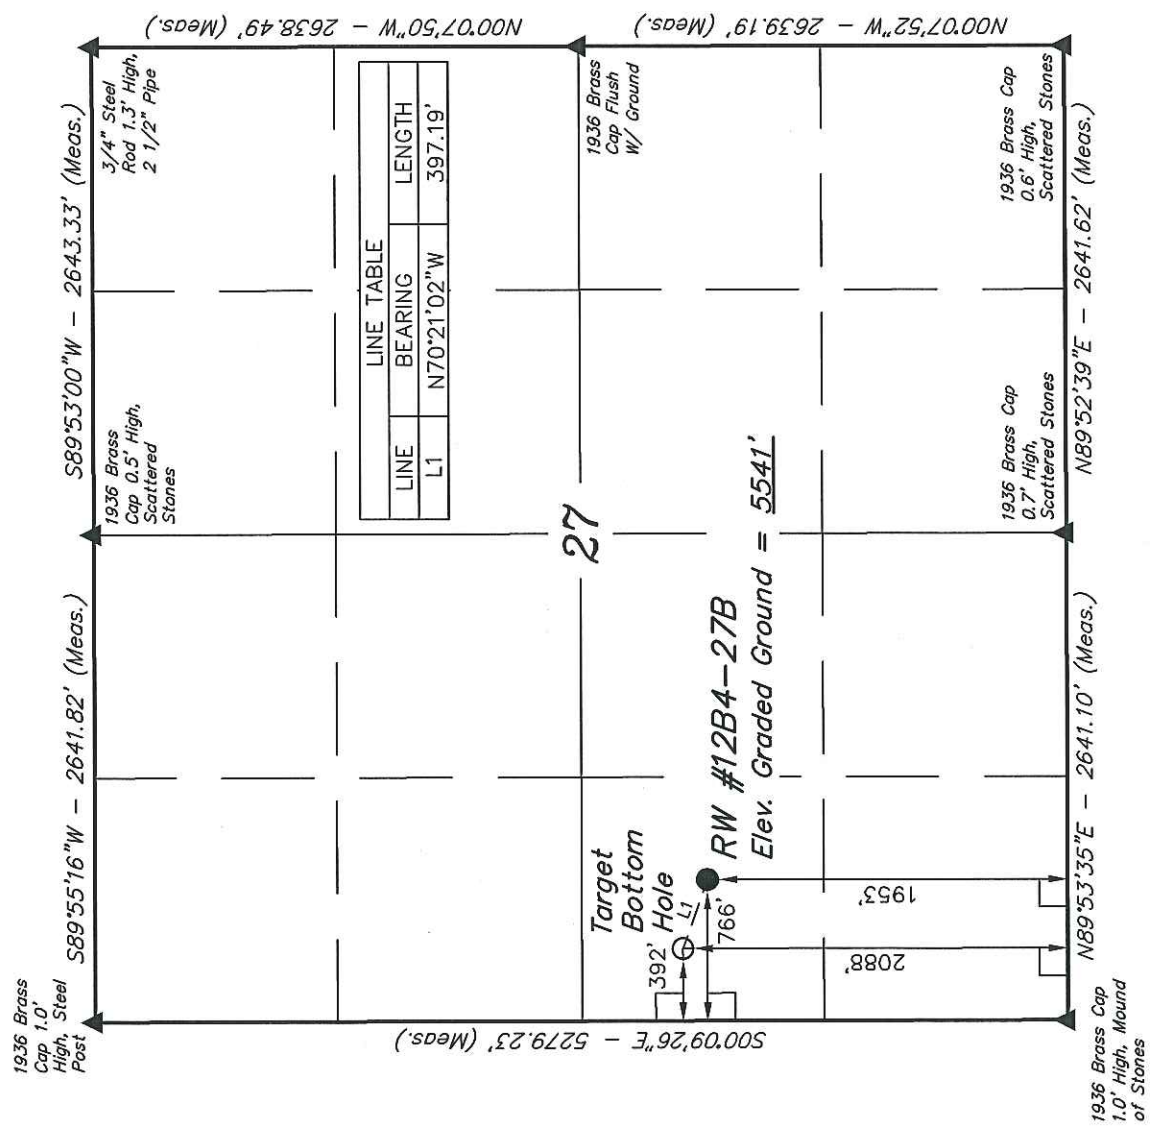 1936 Brass
Cap 1.0'
High, Steel
Post
S89°55'16"W - 2641.82' (Meas.)
1936 Brass
Cap 0.5' High,
Scattered
Stones
S89°53'00"W - 2643.33' (Meas.)
3/4" Steel
Rod 1.3' High,
2 1/2" Pipe
N00°07'50"W - 2638.49' (Meas.)
LINE TABLE
LINE BEARING LENGTH
L1 N70°21'02"W 397.19'
1936 Brass
Cap Flush
W/ Ground
N00°07'52"W - 2639.19' (Meas.)
27
Target
Bottom
Hole
L1
392'
766'
RW #12B4-27B
Elev. Graded Ground = 5541'
1953'
2088'
S00°09'26"E - 5279.23' (Meas.)
1936 Brass Cap
1.0' High, Mound
of Stones
N89°53'35"E - 2641.10' (Meas.)
1936 Brass Cap
0.7' High,
Scattered Stones
N89°52'39"E - 2641.62' (Meas.)
1936 Brass Cap
0.6' High,
Scattered Stones